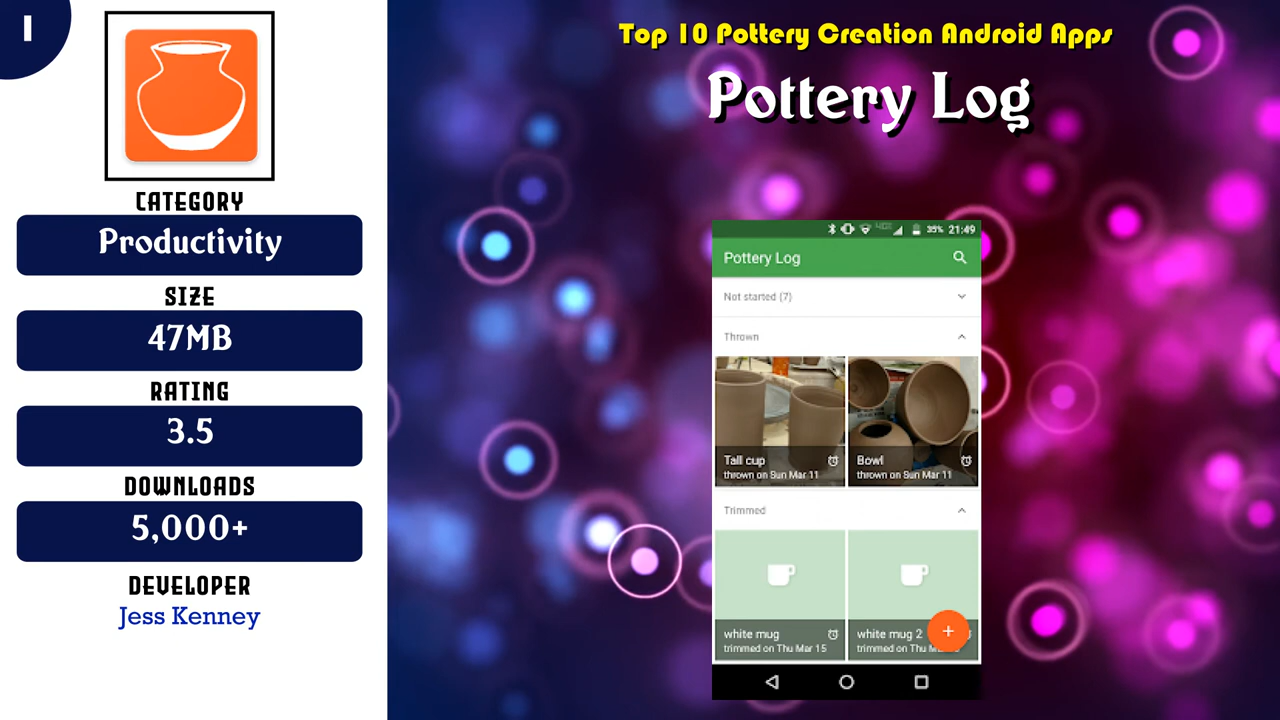 1
CATEGORY
Productivity
SIZE
47MB
RATING
3.5
DOWNLOADS
5,000+
DEVELOPER
Jess Kenney
Top 10 Pottery Creation Android Apps
Pottery Log
35% 21:49
Pottery Log
Not started (7)
Thrown
Tall cup
thrown on Sun Mar 11
Bowl
thrown on Sun Mar 11
Trimmed
white mug
trimmed on Thu Mar 15
white mug 2
trimmed on Thu M